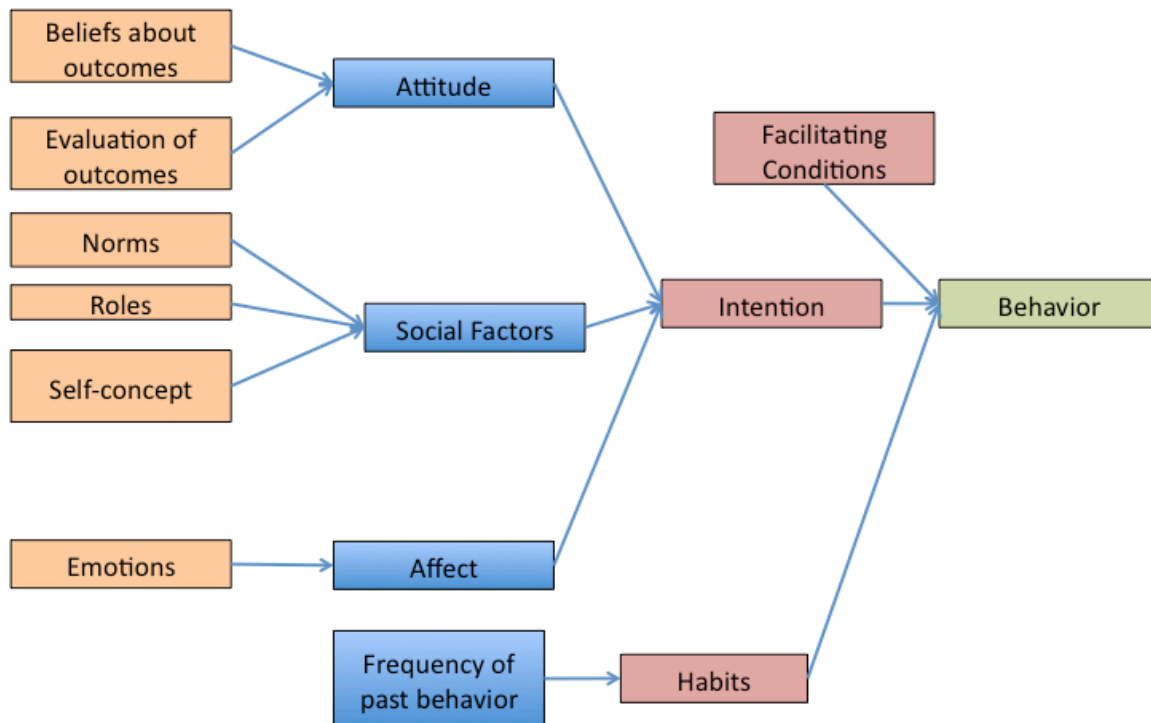 Beliefs about
outcomes
Attitude
Evaluation of
outcomes
Facilitating
Conditions
Norms
Roles
Social Factors
Intention
Behavior
Self-concept
Emotions
Affect
Frequency of
past behavior
Habits